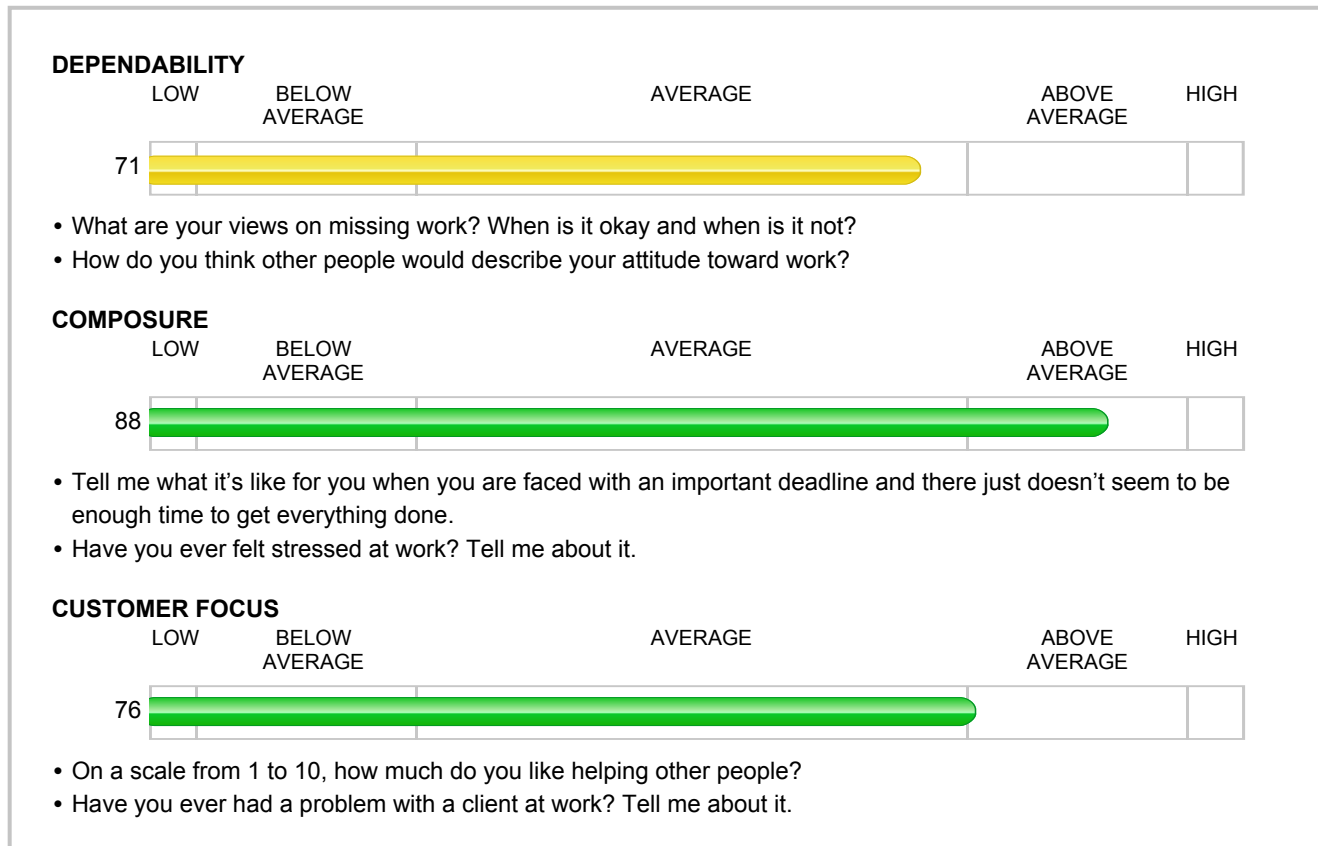 DEPENDABILITY
LOW BELOW AVERAGE ABOVE HIGH
AVERAGE AVERAGE
71
• What are your views on missing work? When is it okay and when is it not?
• How do you think other people would describe your attitude toward work?
COMPOSURE
LOW BELOW AVERAGE ABOVE HIGH
AVERAGE AVERAGE
88
• Tell me what it’s like for you when you are faced with an important deadline and there just doesn’t seem to be
enough time to get everything done.
• Have you ever felt stressed at work? Tell me about it.
CUSTOMER FOCUS
LOW BELOW AVERAGE ABOVE HIGH
AVERAGE AVERAGE
76
• On a scale from 1 to 10, how much do you like helping other people?
• Have you ever had a problem with a client at work? Tell me about it.